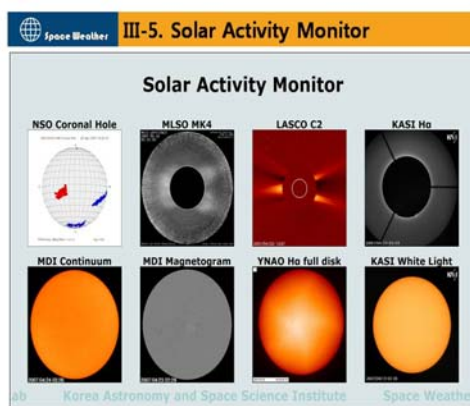 Space Weather III-5. Solar Activity Monitor
Solar Activity Monitor
NSO Coronal Hole MLSO MK4 LASCO C2 KASI Hα
MDI Continuum MDI Magnetogram YNAO Hα full disk KASI White Light
ab Korea Astronomy and Space Science Institute Space Weathe